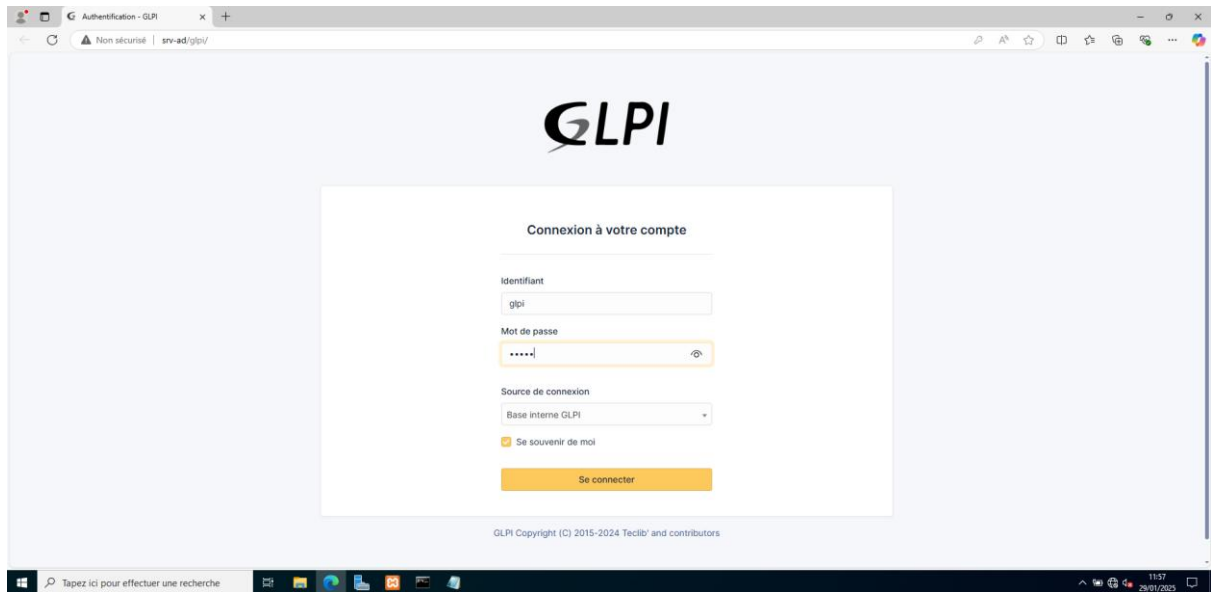 Authentification - GLPI
Non sécurisé | srv-ad/glpi/
GLPI
Connexion à votre compte
Identifiant
glpi
Mot de passe
•••••
Source de connexion
Base interne GLPI
Se souvenir de moi
Se connecter
GLPI Copyright (C) 2015-2024 Teclib' and contributors
Tapez ici pour effectuer une recherche
11:57
29/01/2025